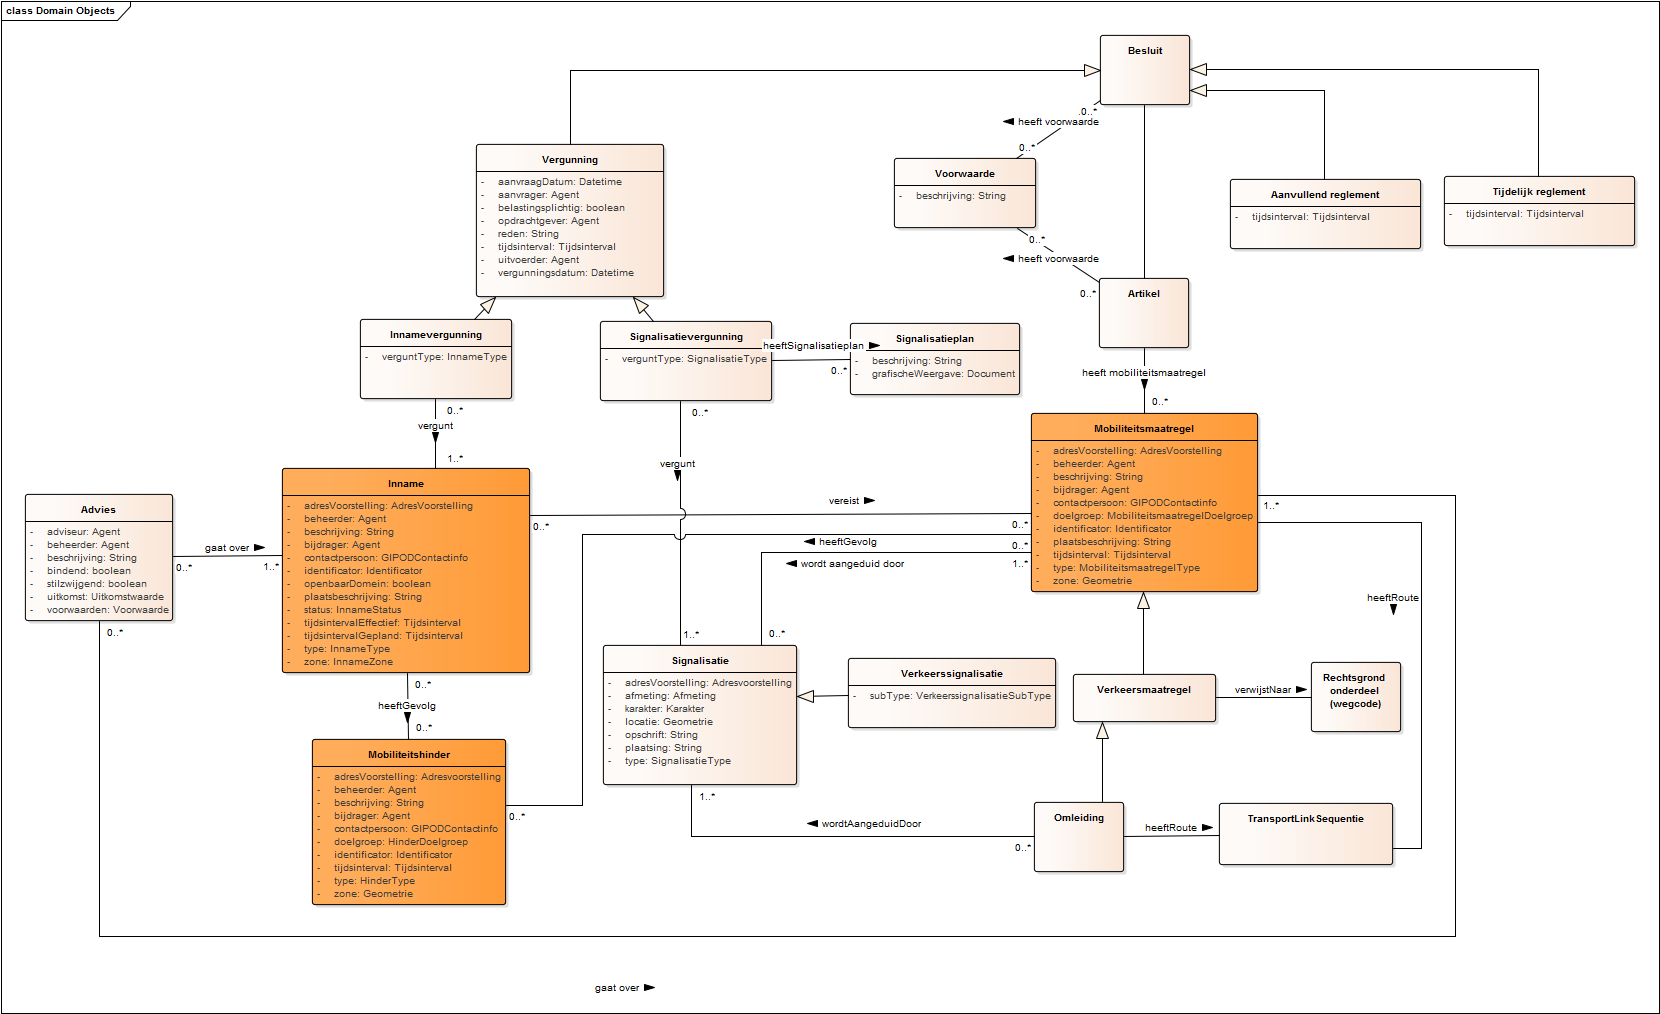 class Domain Objects
Besluit
0..*
heeft voorwaarde
0..*
Vergunning
- aanvraagDatum: Datetime
- aanvrager: Agent
- belastingsplichtig: boolean
- opdrachtgever: Agent
- reden: String
- tijdsinterval: Tijdsinterval
- uitvoerder: Agent
- vergunningsdatum: Datetime
Voorwaarde
- beschrijving: String
Aanvullend reglement
- tijdsinterval: Tijdsinterval
Tijdelijk reglement
- tijdsinterval: Tijdsinterval
0..*
heeft voorwaarde
0..*
Artikel
Innamevergunning
- verguntType: InnameType
Signalisatievergunning
- verguntType: SignalisatieType
heeftSignalisatieplan
0..*
Signalisatieplan
- beschrijving: String
- grafischeWeergave: Document
heeft mobiliteitsmaatregel
0..*
0..*
vergunt
1..*
0..*
vergunt
1..*
Mobiliteitsmaatregel
- adresVoorstelling: AdresVoorstelling
- beheerder: Agent
- beschrijving: String
- bijdrager: Agent
- contactpersoon: GIPODContactinfo
- doelgroep: MobiliteitsmaatregelDoelgroep
- identificator: Identificator
- plaatsbeschrijving: String
- tijdsinterval: Tijdsinterval
- type: MobiliteitsmaatregelType
- zone: Geometrie
Inname
- adresVoorstelling: AdresVoorstelling
- beheerder: Agent
- beschrijving: String
- bijdrager: Agent
- contactpersoon: GIPODContactinfo
- identificator: Identificator
- openbaarDomein: boolean
- plaatsbeschrijving: String
- status: InnameStatus
- tijdsintervalEffectief: Tijdsinterval
- tijdsintervalGepland: Tijdsinterval
- type: InnameType
- zone: InnameZone
Advies
- adviseur: Agent
- beheerder: Agent
- beschrijving: String
- bindend: boolean
- stilzwijgend: boolean
- uitkomst: Uitkomstwaarde
- voorwaarden: Voorwaarde
gaat over
0..*
1..*
vereist
0..*
0..*
heeftGevolg
0..*
wordt aangeduid door
1..*
0..*
1..*
heeftRoute
0..*
0..*
heeftGevolg
0..*
Signalisatie
- adresVoorstelling: Adresvoorstelling
- afmeting: Afmeting
- karakter: Karakter
- locatie: Geometrie
- opschrift: String
- plaatsing: String
- type: SignalisatieType
Verkeerssignalisatie
- subType: VerkeerssignalisatieSubType
Verkeersmaatregel
verwijstNaar
Rechtsgrond
onderdeel
(wegcode)
Mobiliteitshinder
- adresVoorstelling: Adresvoorstelling
- beheerder: Agent
- beschrijving: String
- bijdrager: Agent
- contactpersoon: GIPODContactinfo
- doelgroep: HinderDoelgroep
- identificator: Identificator
- tijdsinterval: Tijdsinterval
- type: HinderType
- zone: Geometrie
0..*
1..*
wordtAangeduidDoor
0..*
Omleiding
heeftRoute
TransportLinkSequentie
gaat over